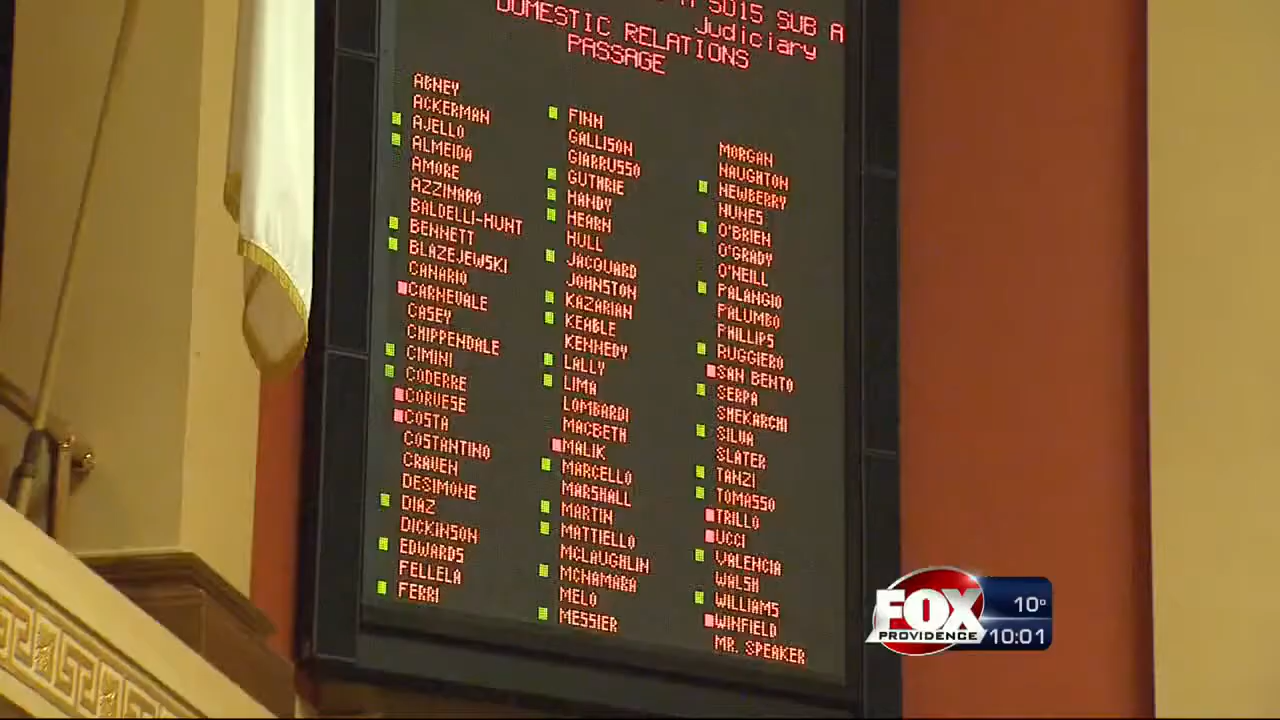 A 5015 SUB A
Judiciary
DOMESTIC RELATIONS
PASSAGE
ABNEY
ACKERMAN
AJELLO
ALMEIDA
AMORE
AZZINARO
BALDELLI-HUNT
BENNETT
BLAZEJEWSKI
CANARIO
CARNEVALE
CASEY
CHIPPENDALE
CIMINI
CODERRE
CORVESE
COSTA
COSTANTINO
CRAVEN
DESIMONE
DIAZ
DICKINSON
EDWARDS
FELLELA
FERRI
FINN
GALLISON
GIARRUSSO
GUTHRIE
HANDY
HEARN
HULL
JACQUARD
JOHNSTON
KAZARIAN
KEABLE
KENNEDY
LALLY
LIMA
LOMBARDI
MACBETH
MALIK
MARCELLO
MARSHALL
MARTIN
MATTIELLO
MCLAUGHLIN
MCNAMARA
MELO
MESSIER
MORGAN
NAUGHTON
NEWBERRY
NUNES
O'BRIEN
O'GRADY
O'NEILL
PALANGIO
PALUMBO
PHILLIPS
RUGGIERO
SAN BENTO
SERPA
SHEKARCHI
SILVA
SLATER
TANZI
TOMASSO
TRILLO
UCCI
VALENCIA
WALSH
WILLIAMS
WINFIELD
MR. SPEAKER
FOX
PROVIDENCE
10°
10:01